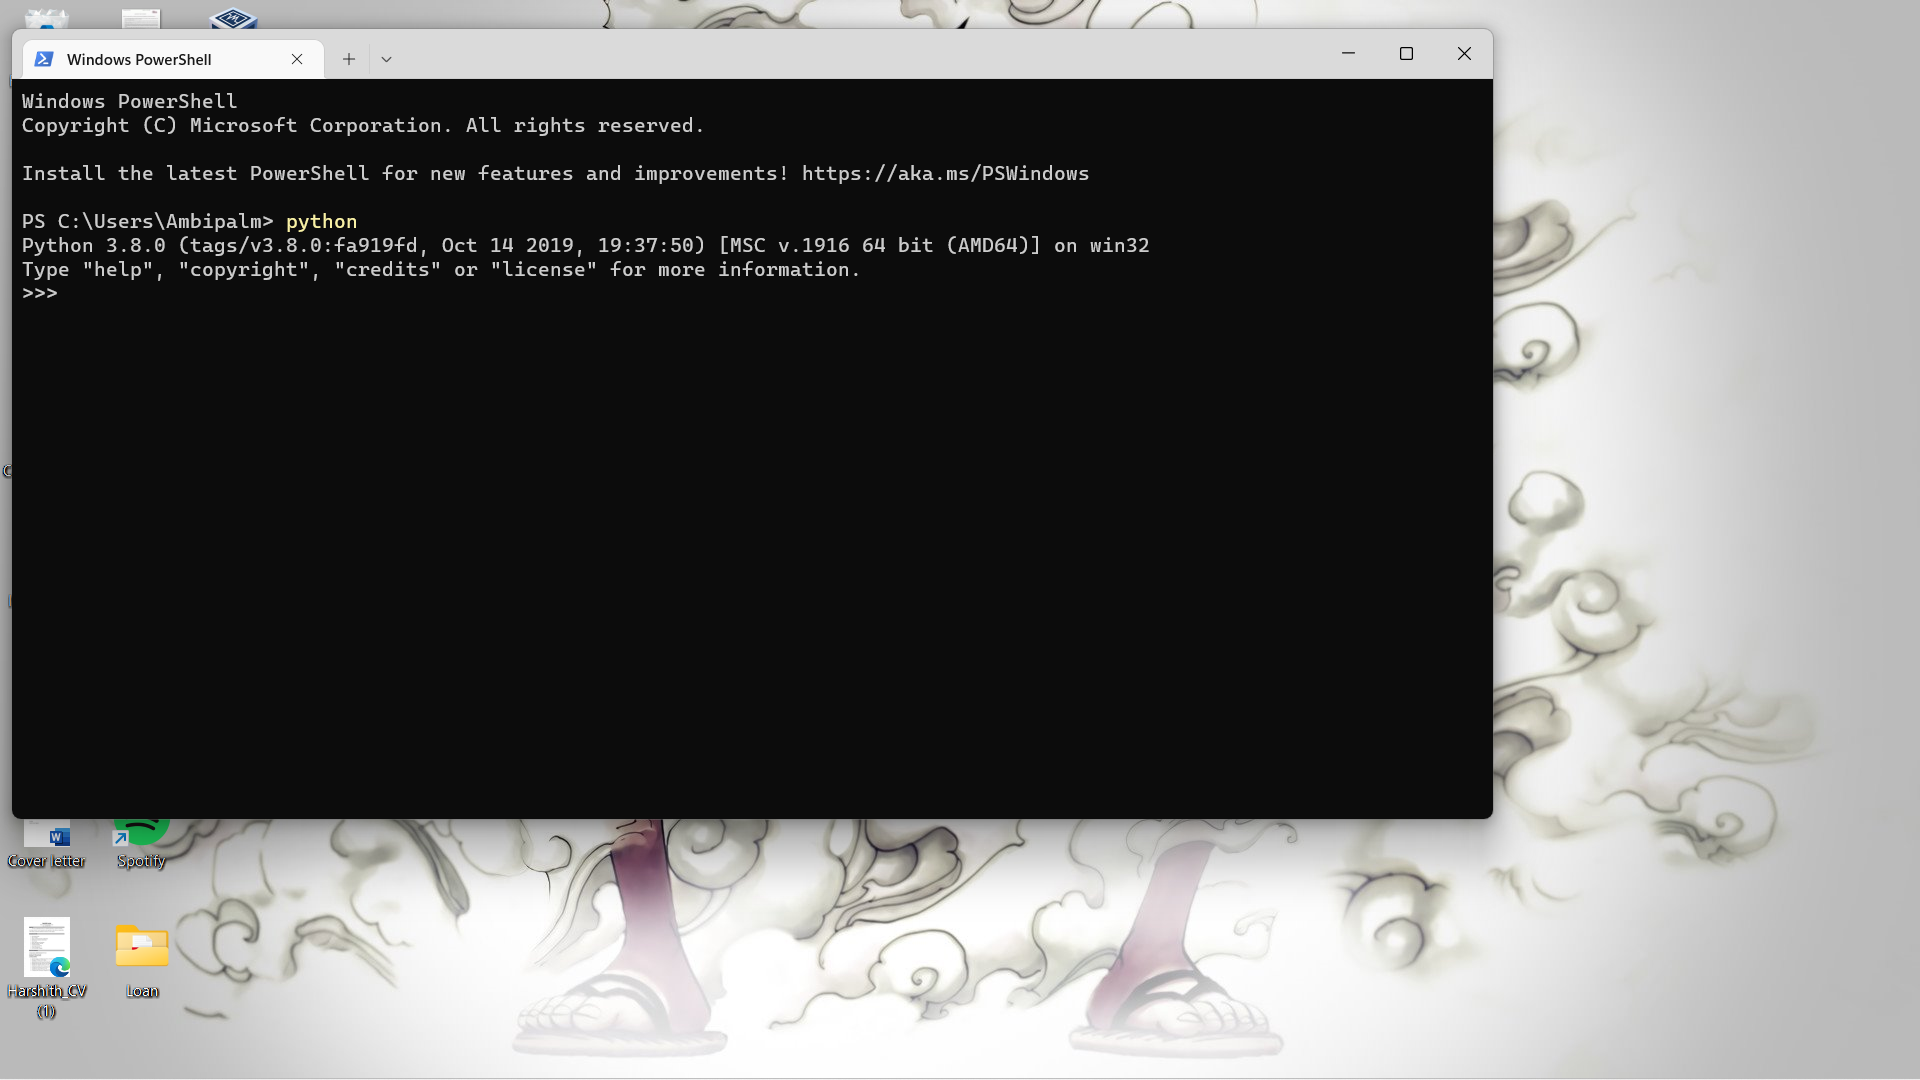 Windows PowerShell
Windows PowerShell
Copyright (C) Microsoft Corporation. All rights reserved.
Install the latest PowerShell for new features and improvements! https://aka.ms/PSWindows
PS C:\Users\Ambipalm> python
Python 3.8.0 (tags/v3.8.0:fa919fd, Oct 14 2019, 19:37:50) [MSC v.1916 64 bit (AMD64)] on win32
Type "help", "copyright", "credits" or "license" for more information.
>>>
Cover letter
Spotify
Harshith_CV
(1)
Loan